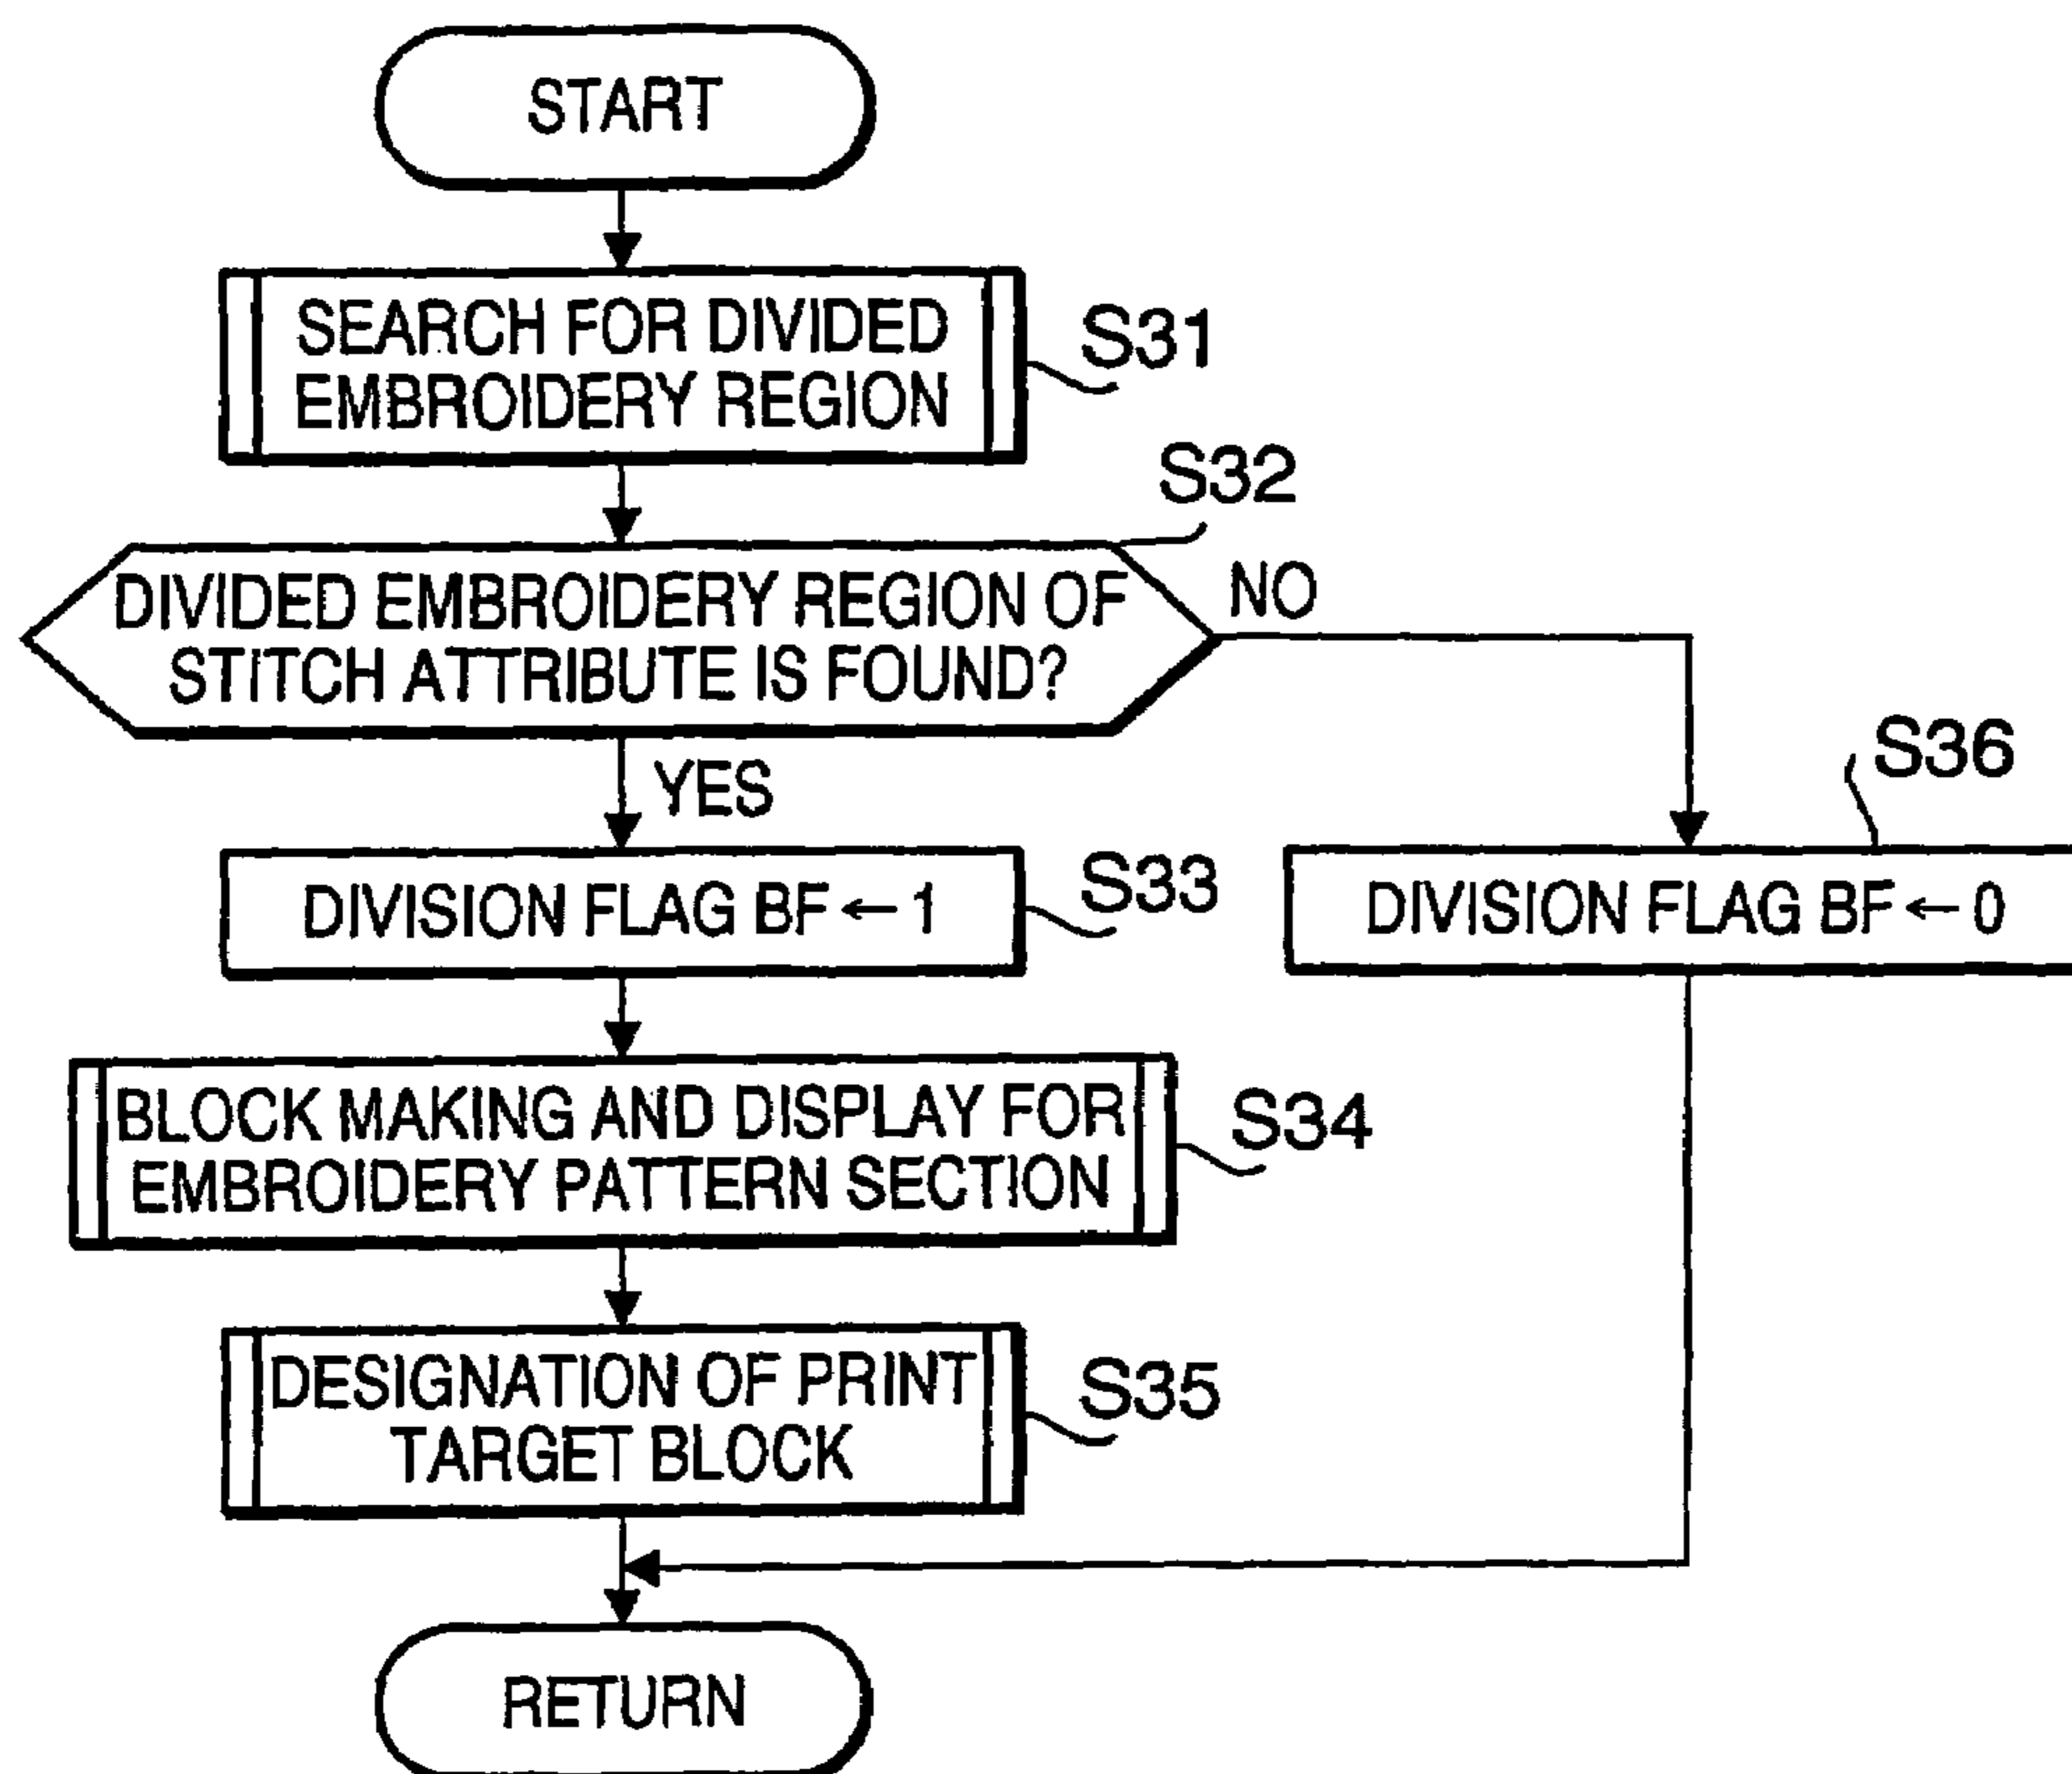 START
SEARCH FOR DIVIDED
EMBROIDERY REGION
S31
S32
DIVIDED EMBROIDERY REGION OF
STITCH ATTRIBUTE IS FOUND?
NO
YES
S33
DIVISION FLAG BF ← 1
S36
DIVISION FLAG BF ← 0
BLOCK MAKING AND DISPLAY FOR
EMBROIDERY PATTERN SECTION
S34
DESIGNATION OF PRINT
TARGET BLOCK
S35
RETURN